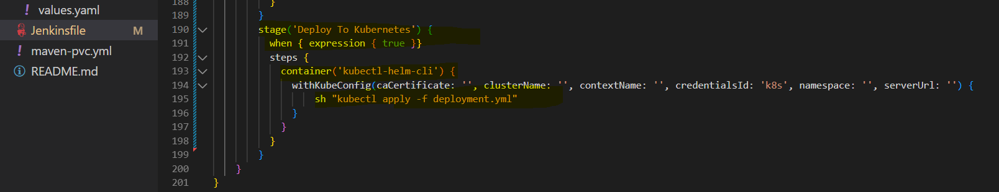 values.yaml
Jenkinsfile M
maven-pvc.yml
README.md
188 }
189 }
190 stage('Deploy To Kubernetes') {
191 when { expression { true }}
192 steps {
193 container('kubectl-helm-cli') {
194 withKubeConfig(caCertificate: '', clusterName: '', contextName: '', credentialsId: 'k8s', namespace: '', serverUrl: '') {
195 sh "kubectl apply -f deployment.yml"
196 }
197 }
198 }
199 }
200 }
201 }